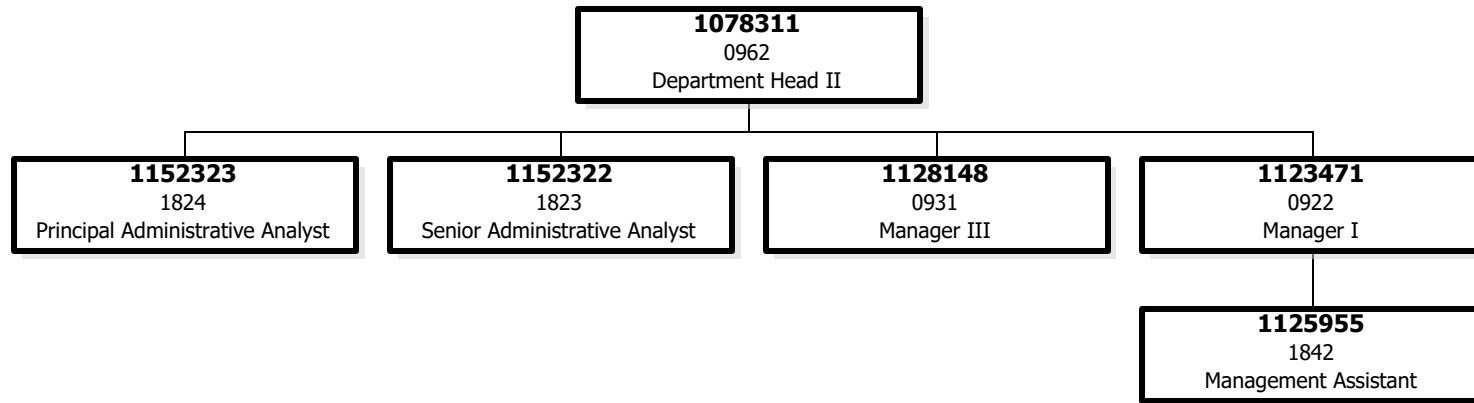 1078311
0962
Department Head II
1152323
1824
Principal Administrative Analyst
1152322
1823
Senior Administrative Analyst
1128148
0931
Manager III
1123471
0922
Manager I
1125955
1842
Management Assistant